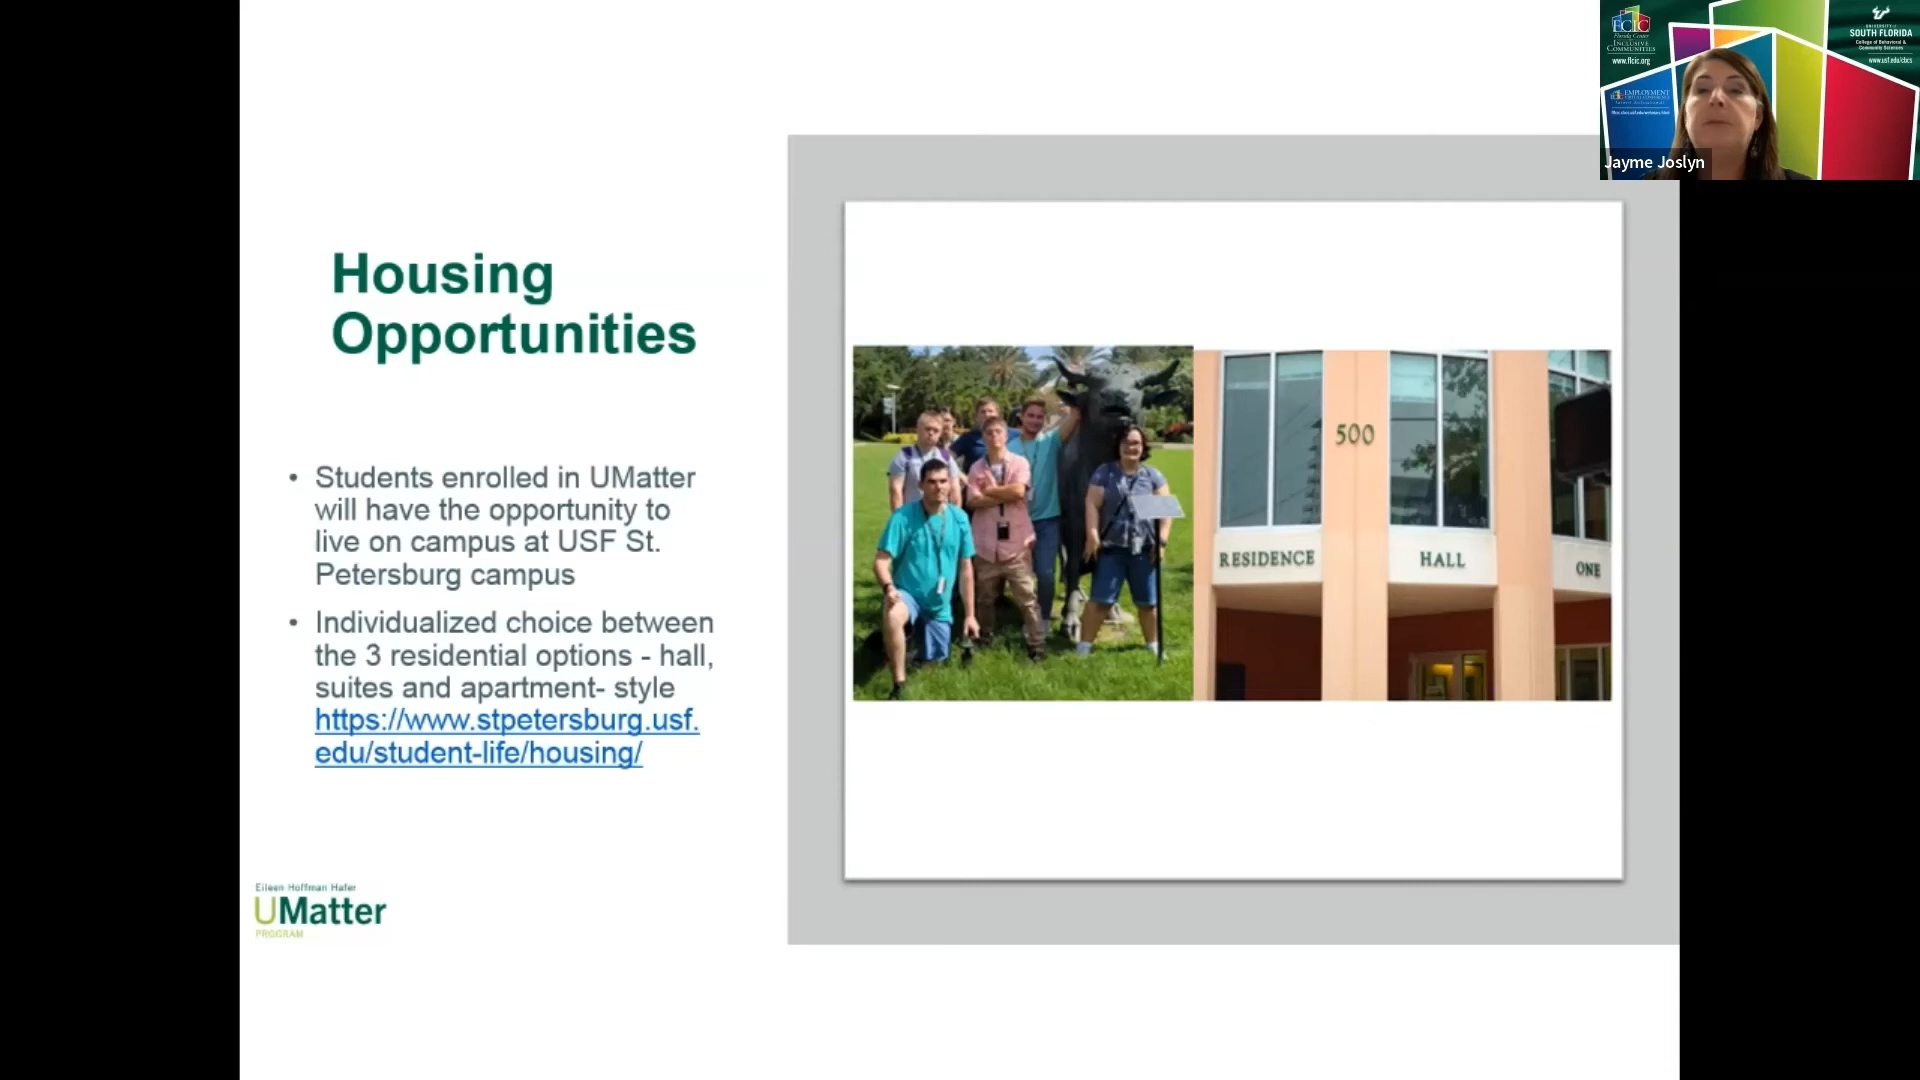 Housing
Opportunities
• Students enrolled in UMatter
will have the opportunity to
live on campus at USF St.
Petersburg campus
• Individualized choice between
the 3 residential options - hall,
suites and apartment- style
https://www.stpetersburg.usf.
edu/student-life/housing/
Eileen Hoffman Hafer
UMatter
PROGRAM
500
RESIDENCE HALL ONE
FCIC
Florida Center
INCLUSIVE
COMMUNITIES
www.flcic.org
EMPLOYMENT
UNIVERSITY of
SOUTH FLORIDA
College of Behavioral &
Community Sciences
www.usf.edu/cbcs
Jayme Joslyn